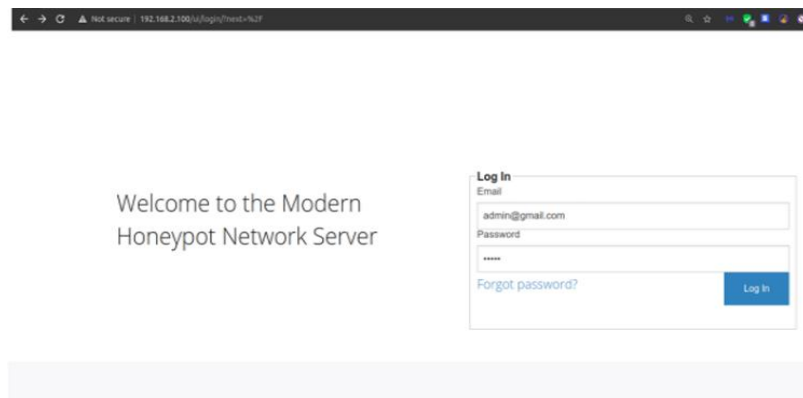 Not secure | 192.168.2.100/ui/login/?next=%2F
Welcome to the Modern
Honeypot Network Server
Log In
Email
admin@gmail.com
Password
•••••
Forgot password?
Log In